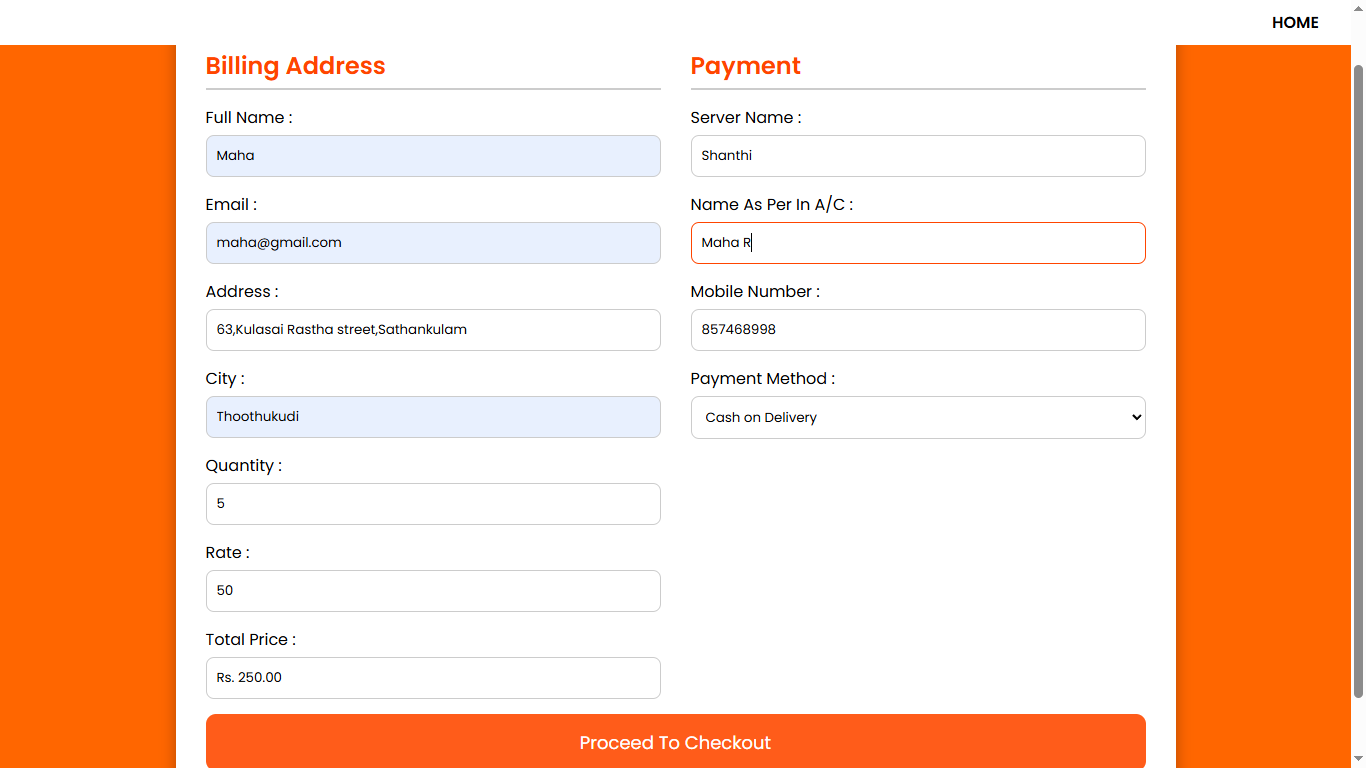 HOME
Billing Address
Full Name :
Maha
Email :
maha@gmail.com
Address :
63,Kulasai Rastha street,Sathankulam
City :
Thoothukudi
Quantity :
5
Rate :
50
Total Price :
Rs. 250.00
Payment
Server Name :
Shanthi
Name As Per In A/C :
Maha R
Mobile Number :
857468998
Payment Method :
Cash on Delivery
Proceed To Checkout